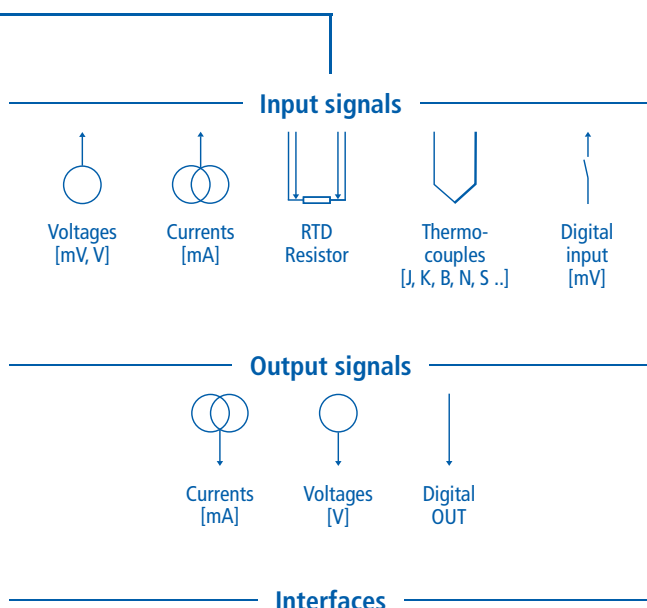 Input signals
Voltages
[mV, V]
Currents
[mA]
RTD
Resistor
Thermo-
couples
[J, K, B, N, S ..]
Digital
input
[mV]
Output signals
Currents
[mA]
Voltages
[V]
Digital
OUT
Interfaces